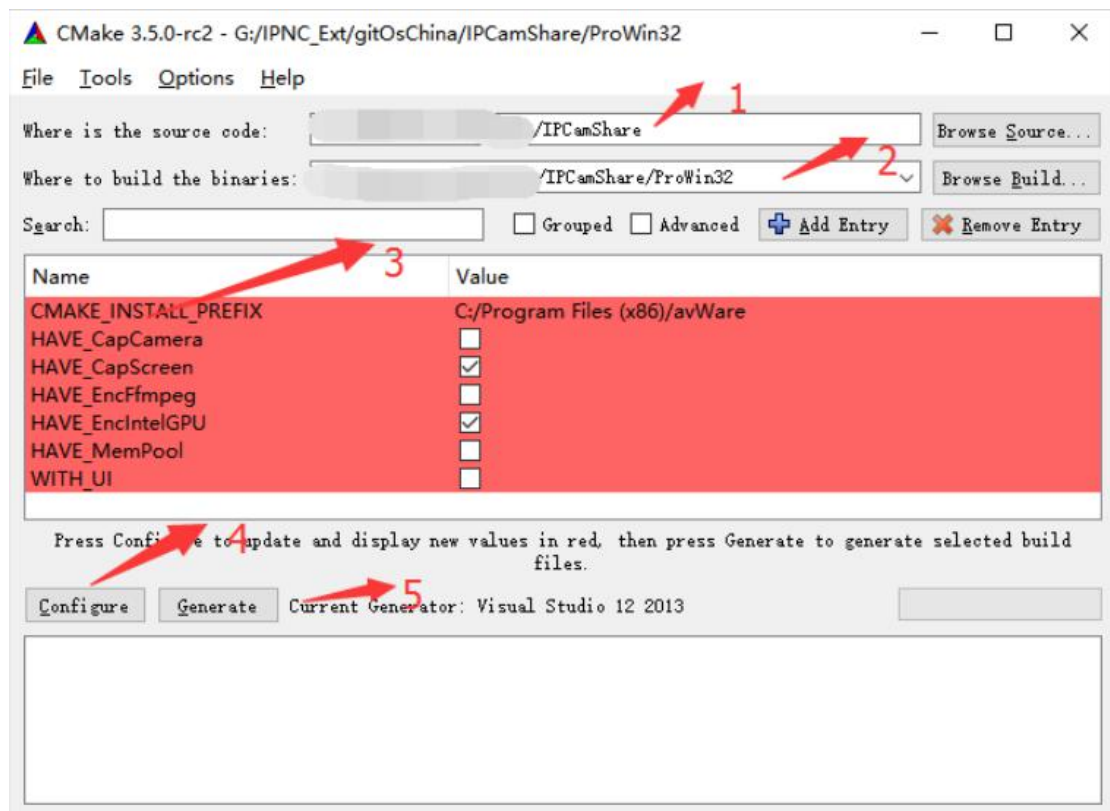 CMake 3.5.0-rc2 - G:/IPNC_Ext/gitOsChina/IPCamShare/ProWin32
File Tools Options Help
1
Where is the source code: /IPCamShare Browse Source...
2
Where to build the binaries: /IPCamShare/ProWin32 Browse Build...
Search: Grouped Advanced Add Entry Remove Entry
3
Name Value
CMAKE_INSTALL_PREFIX C:/Program Files (x86)/avWare
HAVE_CapCamera
HAVE_CapScreen
HAVE_EncFfmpeg
HAVE_EncIntelGPU
HAVE_MemPool
WITH_UI
4
Press Configure to update and display new values in red, then press Generate to generate selected build
files.
5
Configure Generate Current Generator: Visual Studio 12 2013